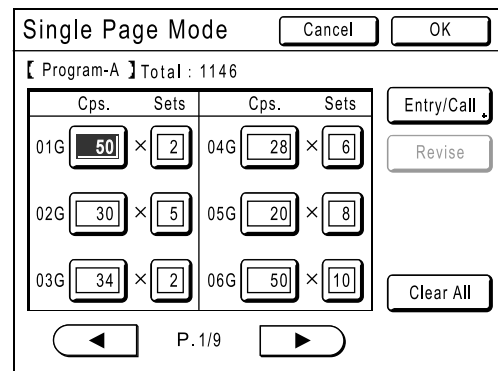 Single Page Mode Cancel OK
【 Program-A 】Total : 1146
Cps. Sets Cps. Sets Entry/Call
01G 50 × 2 04G 28 × 6 Revise
02G 30 × 5 05G 20 × 8
03G 34 × 2 06G 50 × 10 Clear All
◀ P.1/9 ▶